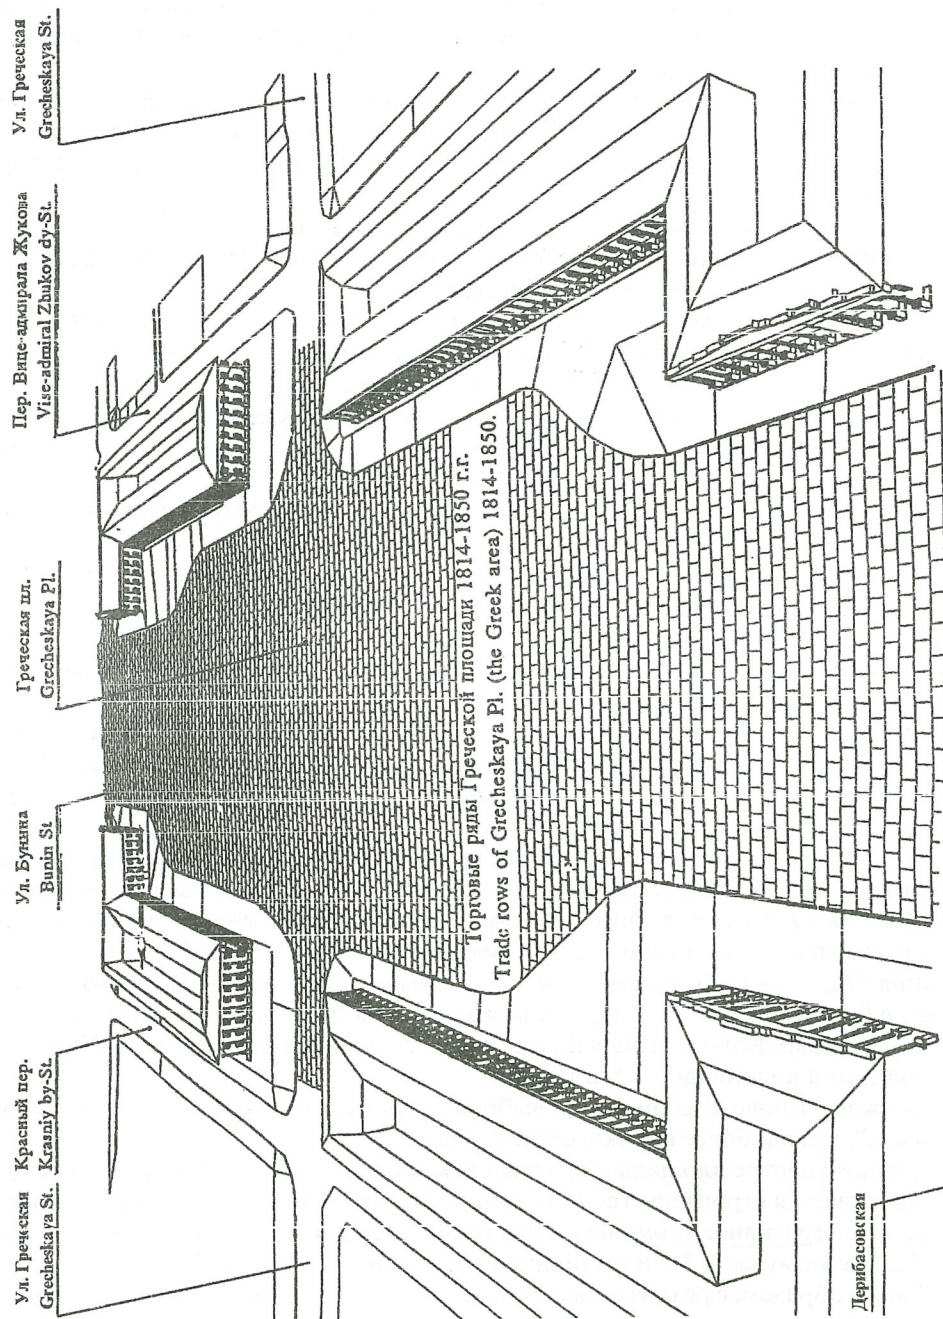 Ул. Греческая
Grecheskaya St.
Красный пер.
Krasniy by-St.
Ул. Бунина
Bunin St
Греческая пл.
Grecheskaya Pl.
Пер. Вице-адмирала Жукова
Vise-admiral Zhukov dy-St.
Ул. Греческая
Grecheskaya St.
Торговые ряды Греческой площади 1814-1850 г.г.
Trade rows of Grecheskaya Pl. (the Greek area) 1814-1850.
Дерибасовская